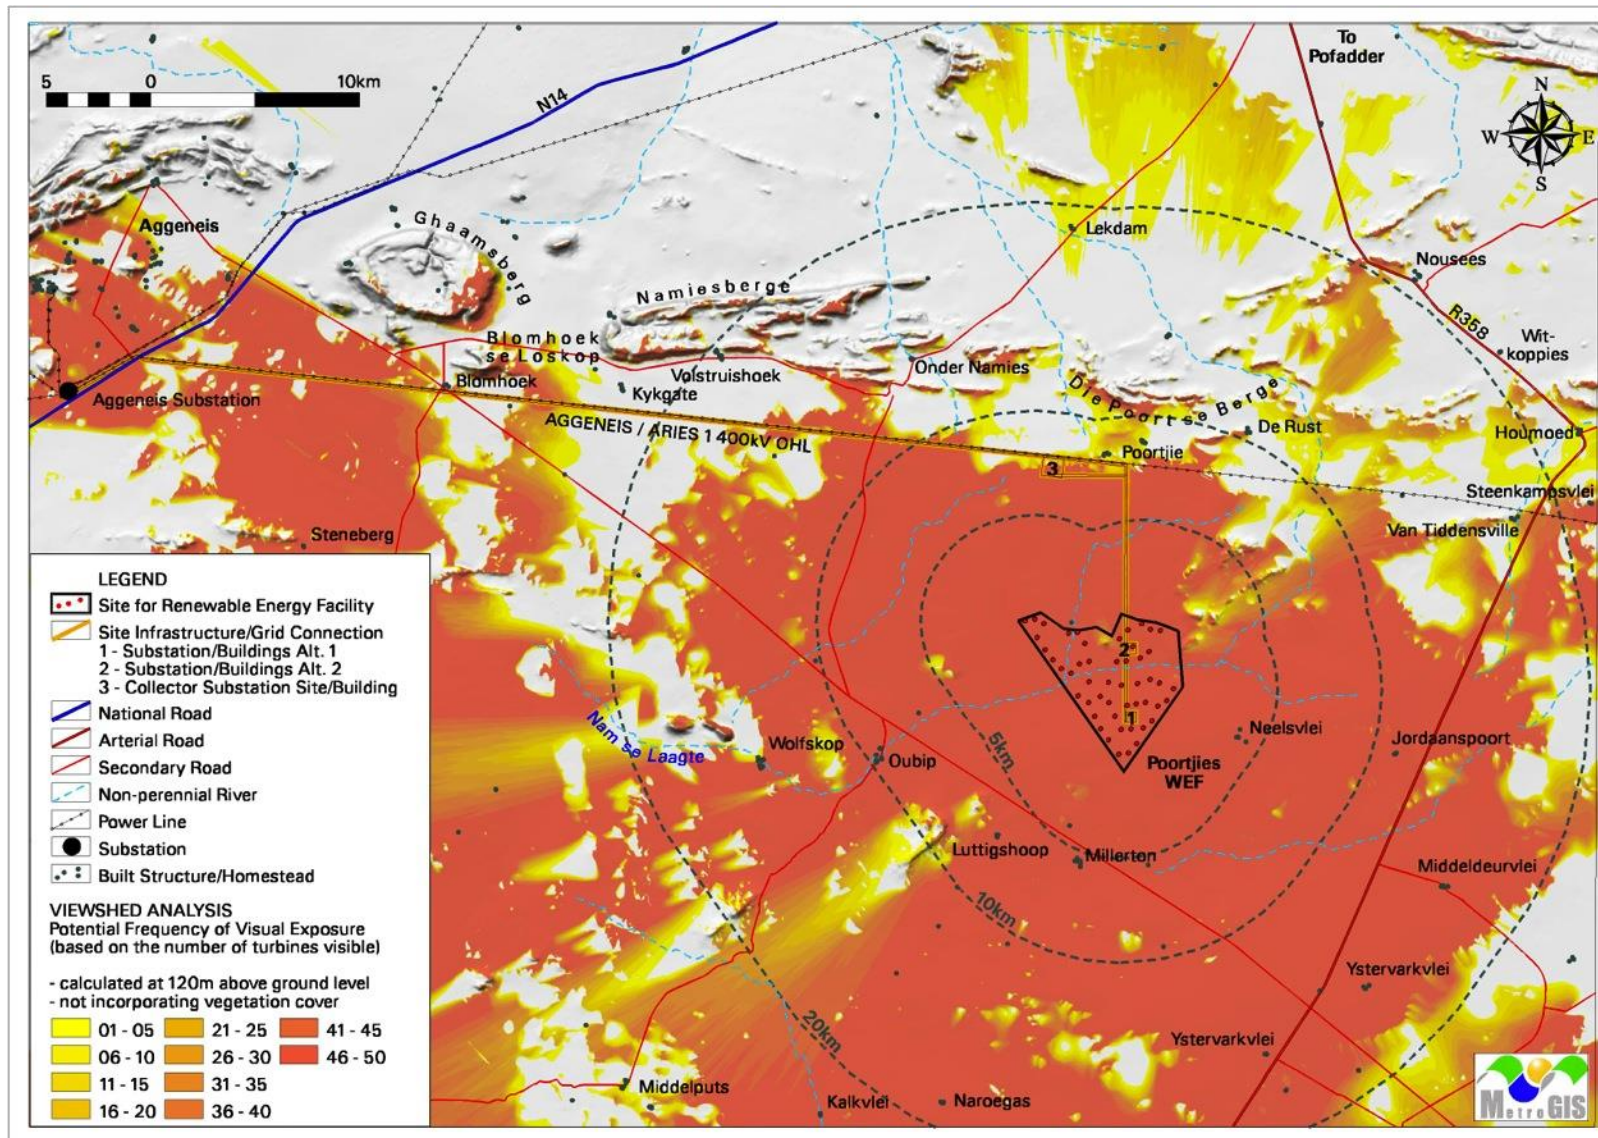 To
Pofadder
5 0 10km
N14
N
W E
S
Aggeneis
Ghaamsberg
Lekdam
Nousees
Namiesberge
R358
Blomhoek
se Loskop
Wit-
koppies
Volstruishoek
Onder Namies
Blomhoek
Kykgate
Die Poort se Berge
Aggeneis Substation
AGGENEIS / ARIES 1 400kV OHL
De Rust
Houmoed
Poortjie
3
Steenkampsvlei
Van Tiddensville
Steneberg
2
1
Nam se Laagte
Wolfskop
Oubip
5km
Neelsvlei
Jordaanspoort
Poortjies
WEF
Luttigshoop
Millerton
Middeldeurvlei
10km
Ystervarkvlei
20km
Ystervarkvlei
Middelputs
Kalkvlei
Naroegas
LEGEND
Site for Renewable Energy Facility
Site Infrastructure/Grid Connection
1 - Substation/Buildings Alt. 1
2 - Substation/Buildings Alt. 2
3 - Collector Substation Site/Building
National Road
Arterial Road
Secondary Road
Non-perennial River
Power Line
Substation
Built Structure/Homestead
VIEWSHED ANALYSIS
Potential Frequency of Visual Exposure
(based on the number of turbines visible)
- calculated at 120m above ground level
- not incorporating vegetation cover
01 - 05 21 - 25 41 - 45
06 - 10 26 - 30 46 - 50
11 - 15 31 - 35
16 - 20 36 - 40
MetroGIS